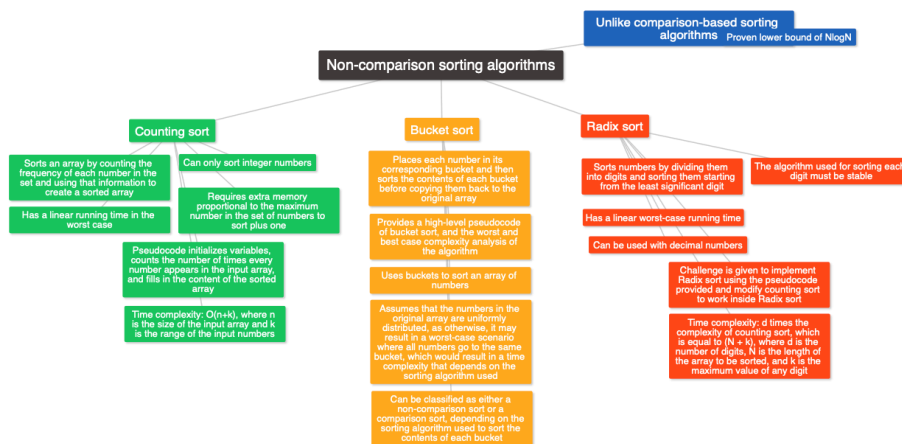 Unlike comparison-based sorting
algorithms
Proven lower bound of NlogN
Non-comparison sorting algorithms
Counting sort
Sorts an array by counting the
frequency of each number in the
set and using that information to
create a sorted array
Can only sort integer numbers
Has a linear running time in the
worst case
Requires extra memory
proportional to the maximum
number in the set of numbers to
sort plus one
Pseudocode initializes variables,
counts the number of times every
number appears in the input array,
and fills in the content of the sorted
array
Time complexity: O(n+k), where n
is the size of the input array and k
is the range of the input numbers
Bucket sort
Places each number in its
corresponding bucket and then
sorts the contents of each bucket
before copying them back to the
original array
Provides a high-level pseudocode
of bucket sort, and the worst and
best case complexity analysis of
the algorithm
Uses buckets to sort an array of
numbers
Assumes that the numbers in the
original array are uniformly
distributed, as otherwise, it may
result in a worst-case scenario
where all numbers go to the same
bucket, which would result in a time
complexity that depends on the
sorting algorithm used
Can be classified as either a
non-comparison sort or a
comparison sort, depending on the
sorting algorithm used to sort the
contents of each bucket
Radix sort
Sorts numbers by dividing them
into digits and sorting them starting
from the least significant digit
The algorithm used for sorting each
digit must be stable
Has a linear worst-case running time
Can be used with decimal numbers
Challenge is given to implement
Radix sort using the pseudocode
provided and modify counting sort
to work inside Radix sort
Time complexity: d times the
complexity of counting sort, which
is equal to (N + k), where d is the
number of digits, N is the length of
the array to be sorted, and k is the
maximum value of any digit